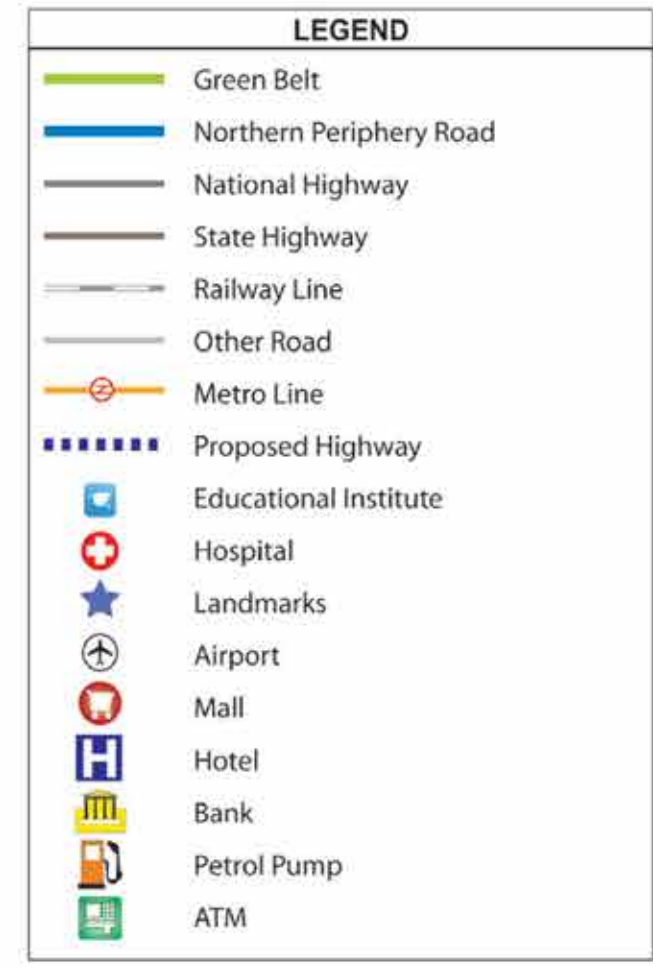 LEGEND
Green Belt
Northern Periphery Road
National Highway
State Highway
Railway Line
Other Road
Metro Line
Proposed Highway
Educational Institute
Hospital
Landmarks
Airport
Mall
H Hotel
Bank
Petrol Pump
ATM